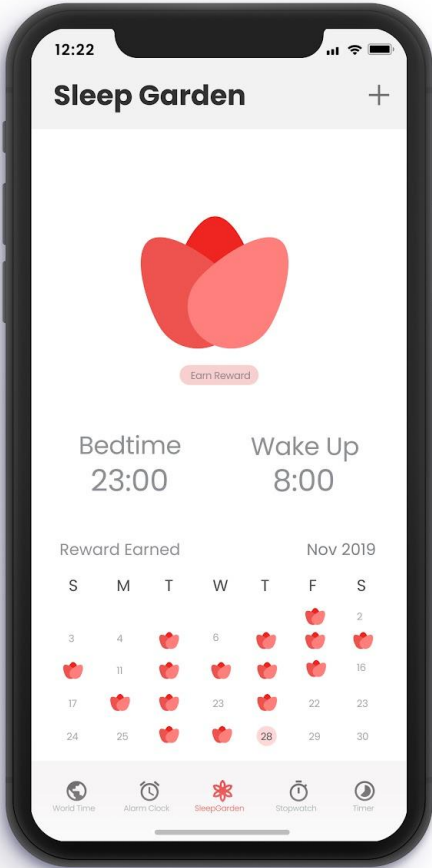 12:22
Sleep Garden
Earn Reward
Bedtime Wake Up
23:00 8:00
Reward Earned Nov 2019
S M T W T F S
2
3 4 6
11 16
17 23 22 23
24 25 28 29 30
World Time Alarm Clock SleepGarden Stopwatch Timer